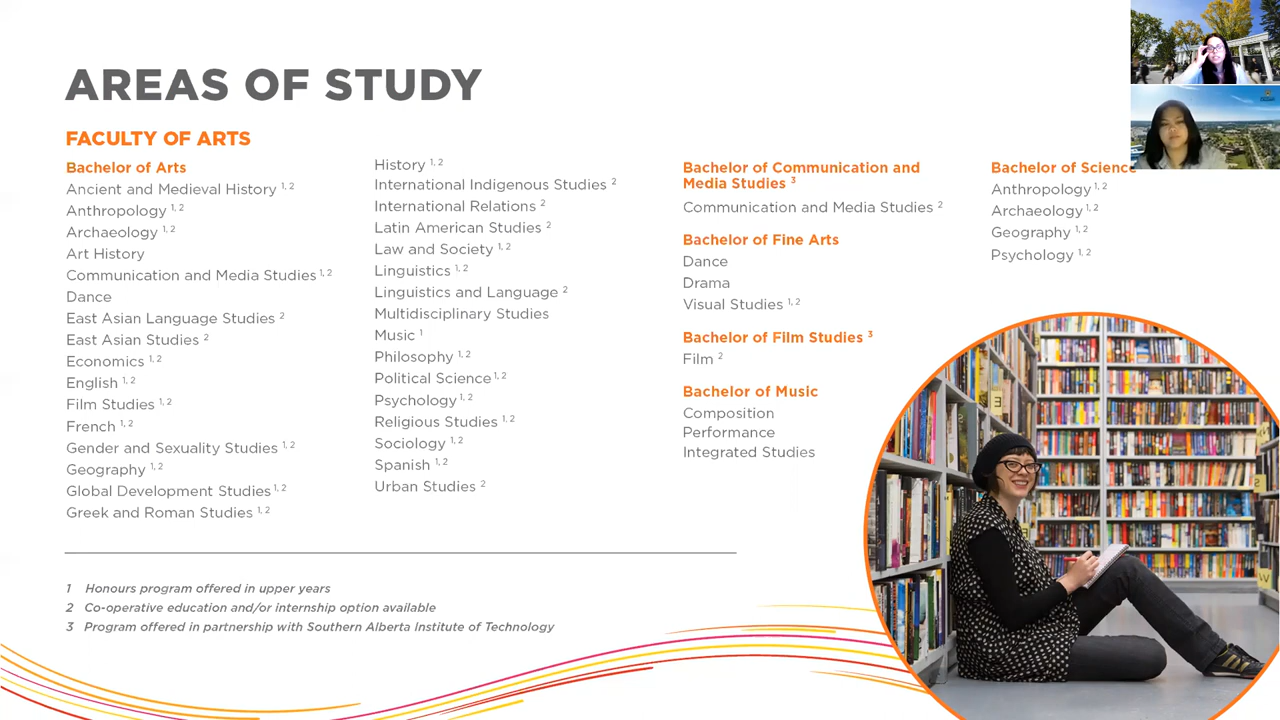 AREAS OF STUDY
FACULTY OF ARTS
Bachelor of Arts
Ancient and Medieval History 1, 2
Anthropology 1, 2
Archaeology 1, 2
Art History
Communication and Media Studies 1, 2
Dance
East Asian Language Studies 2
East Asian Studies 2
Economics 1, 2
English 1, 2
Film Studies 1, 2
French 1, 2
Gender and Sexuality Studies 1, 2
Geography 1, 2
Global Development Studies 1, 2
Greek and Roman Studies 1, 2
History 1, 2
International Indigenous Studies 2
International Relations 2
Latin American Studies 2
Law and Society 1, 2
Linguistics 1, 2
Linguistics and Language 2
Multidisciplinary Studies
Music 1
Philosophy 1, 2
Political Science 1, 2
Psychology 1, 2
Religious Studies 1, 2
Sociology 1, 2
Spanish 1, 2
Urban Studies 2
Bachelor of Communication and
Media Studies 3
Communication and Media Studies 2
Bachelor of Fine Arts
Dance
Drama
Visual Studies 1, 2
Bachelor of Film Studies 3
Film 2
Bachelor of Music
Composition
Performance
Integrated Studies
Bachelor of Science
Anthropology 1, 2
Archaeology 1, 2
Geography 1, 2
Psychology 1, 2
1 Honours program offered in upper years
2 Co-operative education and/or internship option available
3 Program offered in partnership with Southern Alberta Institute of Technology
E